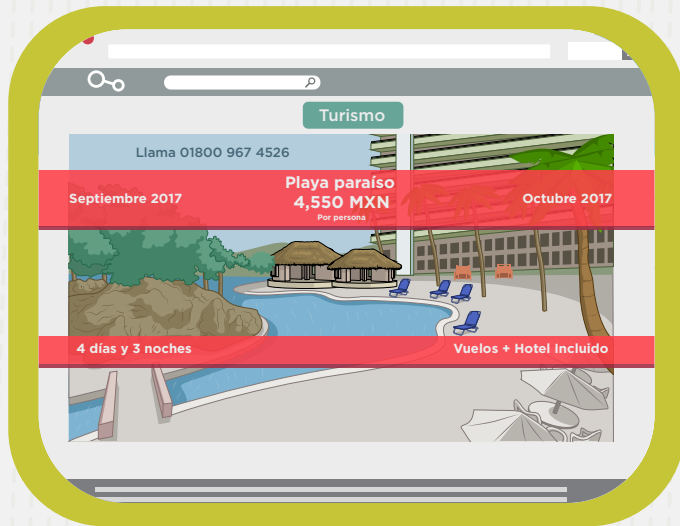 Turismo
Llama 01800 967 4526
Playa paraíso
Septiembre 2017
4,550 MXN
Octubre 2017
Por persona
4 días y 3 noches
Vuelos + Hotel Incluido